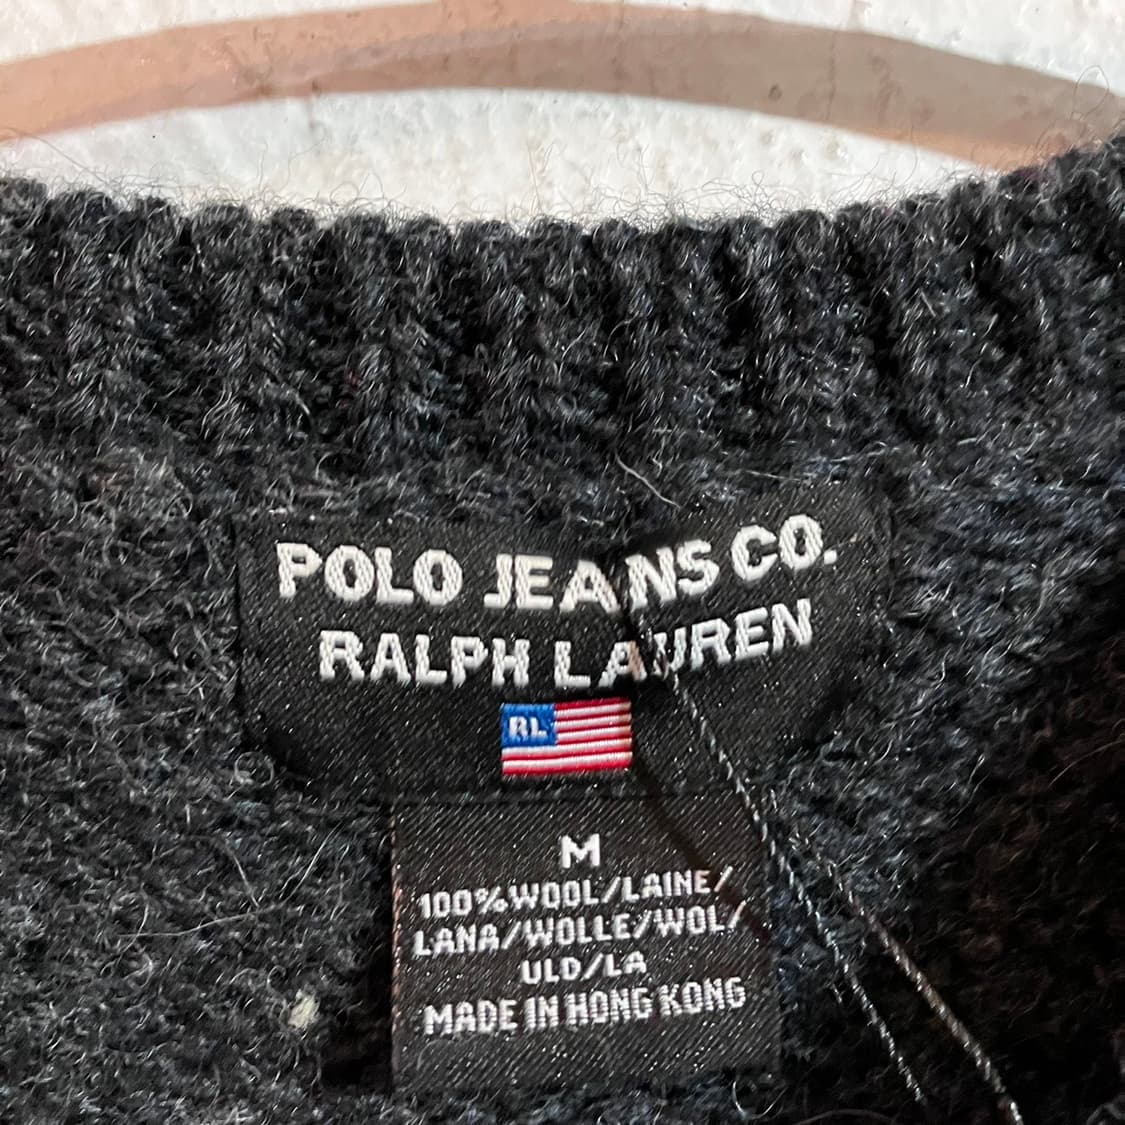 POLO JEANS CO.
RALPH LAUREN
RL
M
100%WOOL/LAINE/
LANA/WOLLE/WOL/
ULD/LA
MADE IN HONG KONG